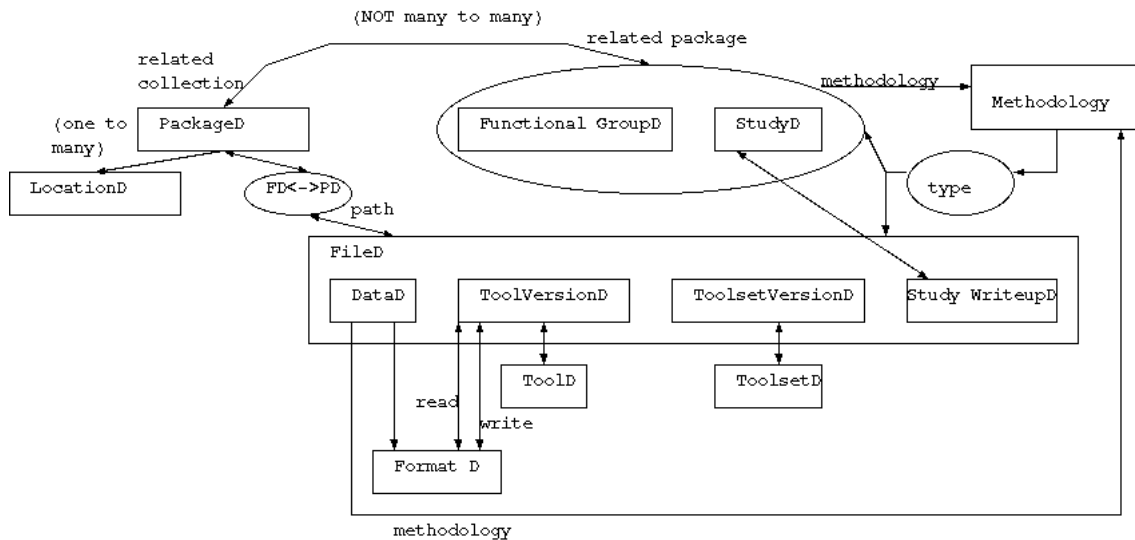 (NOT many to many)
related package
related
collection
methodology
Methodology
(one to
many)
PackageD
Functional GroupD
StudyD
LocationD
FD<->PD
type
path
FileD
DataD
ToolVersionD
ToolsetVersionD
Study WriteupD
ToolD
ToolsetD
read
write
Format D
methodology